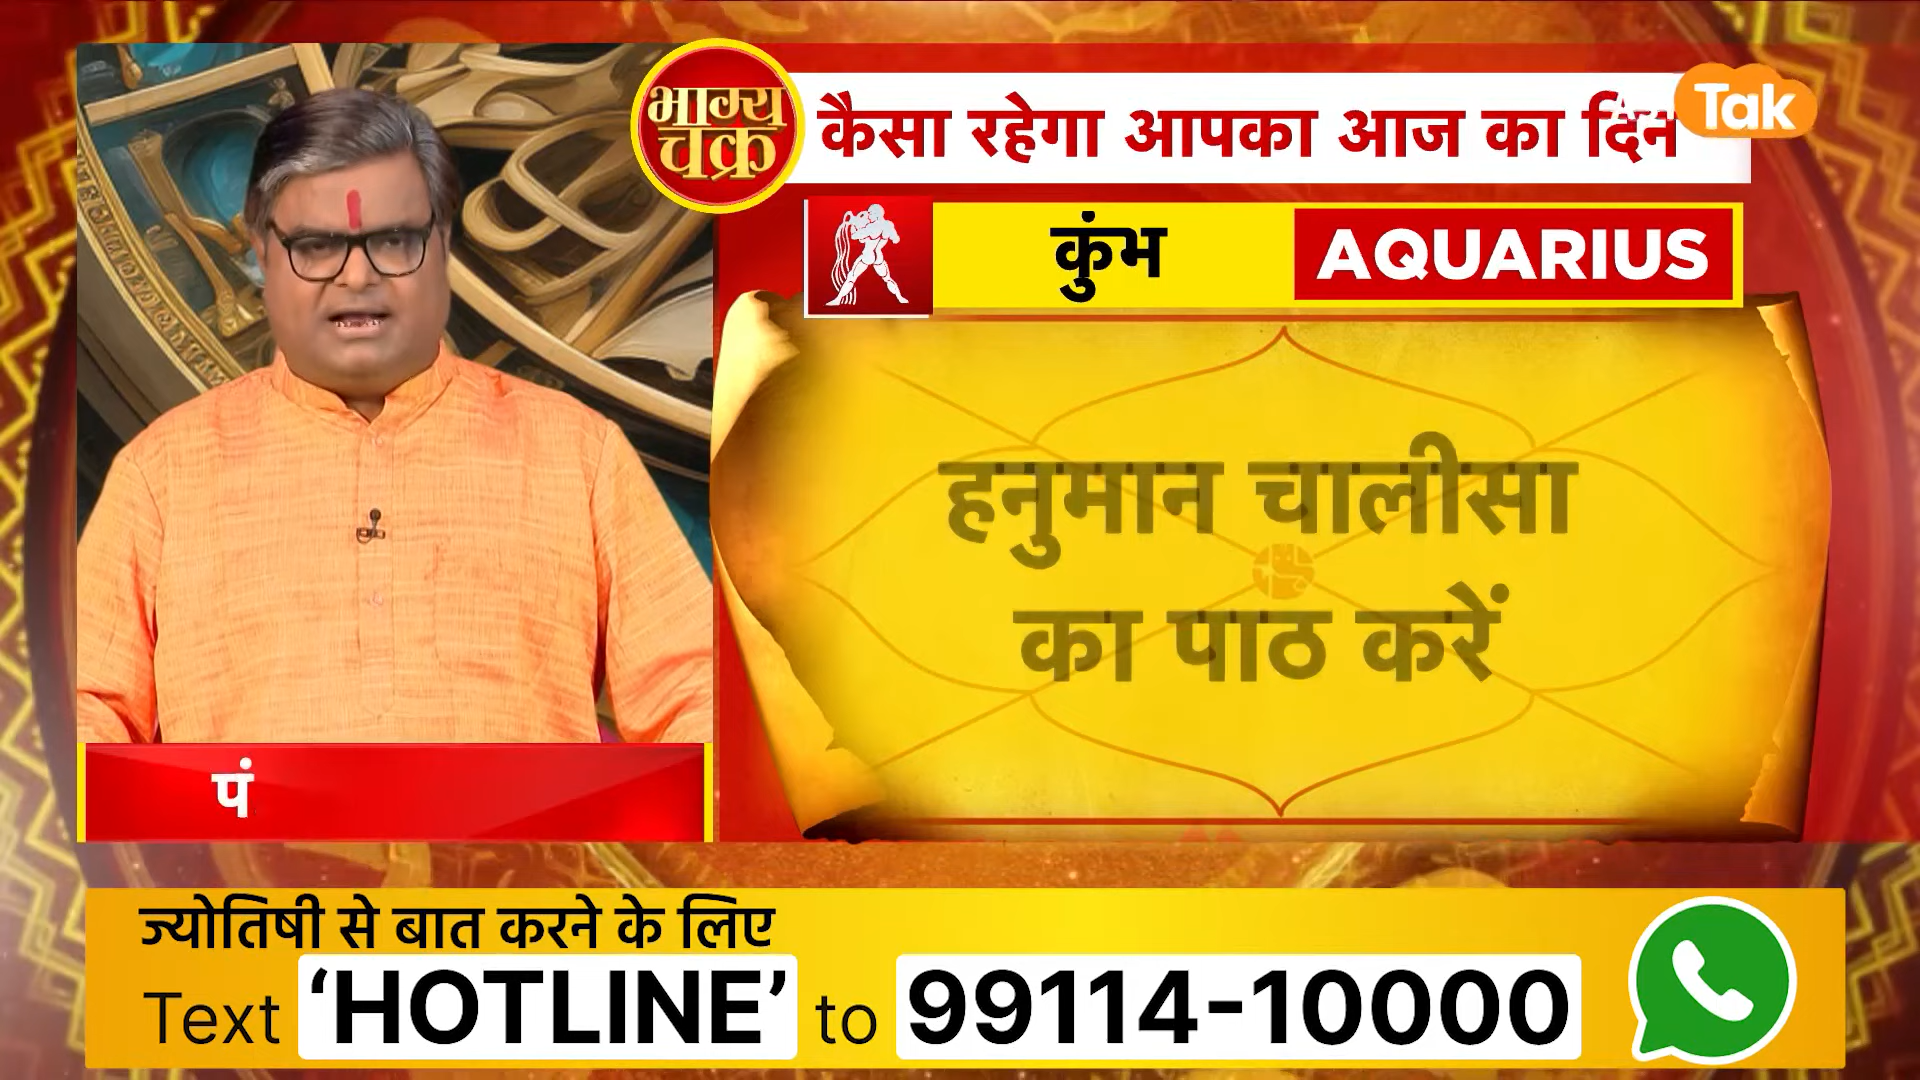 भाग्य
चक्र
कैसा रहेगा आपका आज का दिन
Tak
कुंभ
AQUARIUS
हनुमान चालीसा
का पाठ करें
पं
ज्योतिषी से बात करने के लिए
Text ‘HOTLINE’ to 99114-10000